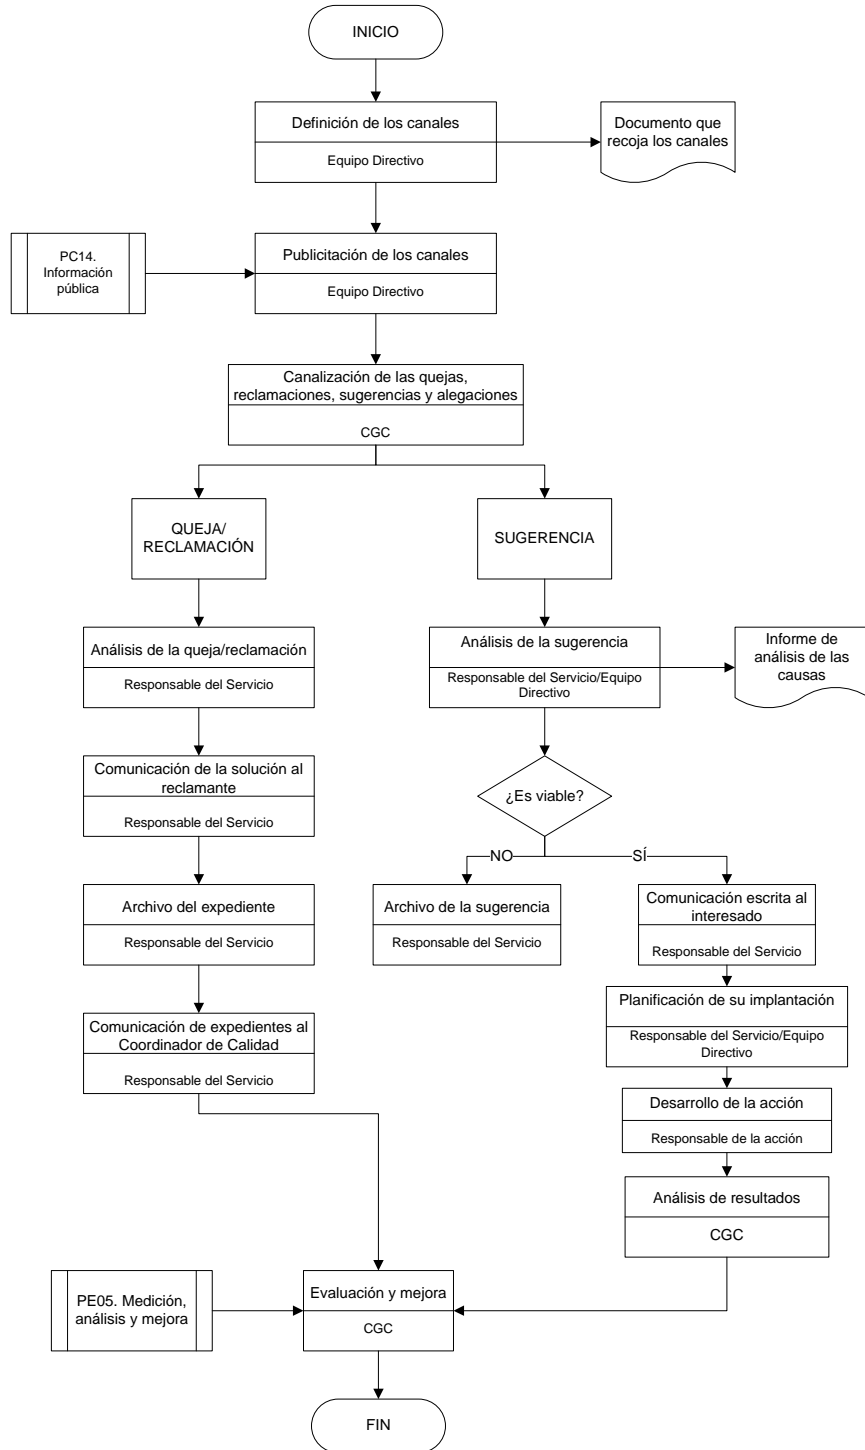 INICIO
Definición de los canales
Equipo Directivo
Documento que
recoja los canales
PC14.
Información
pública
Publicitación de los canales
Equipo Directivo
Canalización de las quejas,
reclamaciones, sugerencias y alegaciones
CGC
QUEJA/
RECLAMACIÓN
SUGERENCIA
Análisis de la queja/reclamación
Responsable del Servicio
Análisis de la sugerencia
Responsable del Servicio/Equipo
Directivo
Informe de
análisis de las
causas
Comunicación de la solución al
reclamante
Responsable del Servicio
¿Es viable?
NO
SÍ
Archivo del expediente
Responsable del Servicio
Archivo de la sugerencia
Responsable del Servicio
Comunicación escrita al
interesado
Responsable del Servicio
Planificación de su implantación
Responsable del Servicio/Equipo
Directivo
Comunicación de expedientes al
Coordinador de Calidad
Responsable del Servicio
Desarrollo de la acción
Responsable de la acción
Análisis de resultados
CGC
PE05. Medición,
análisis y mejora
Evaluación y mejora
CGC
FIN